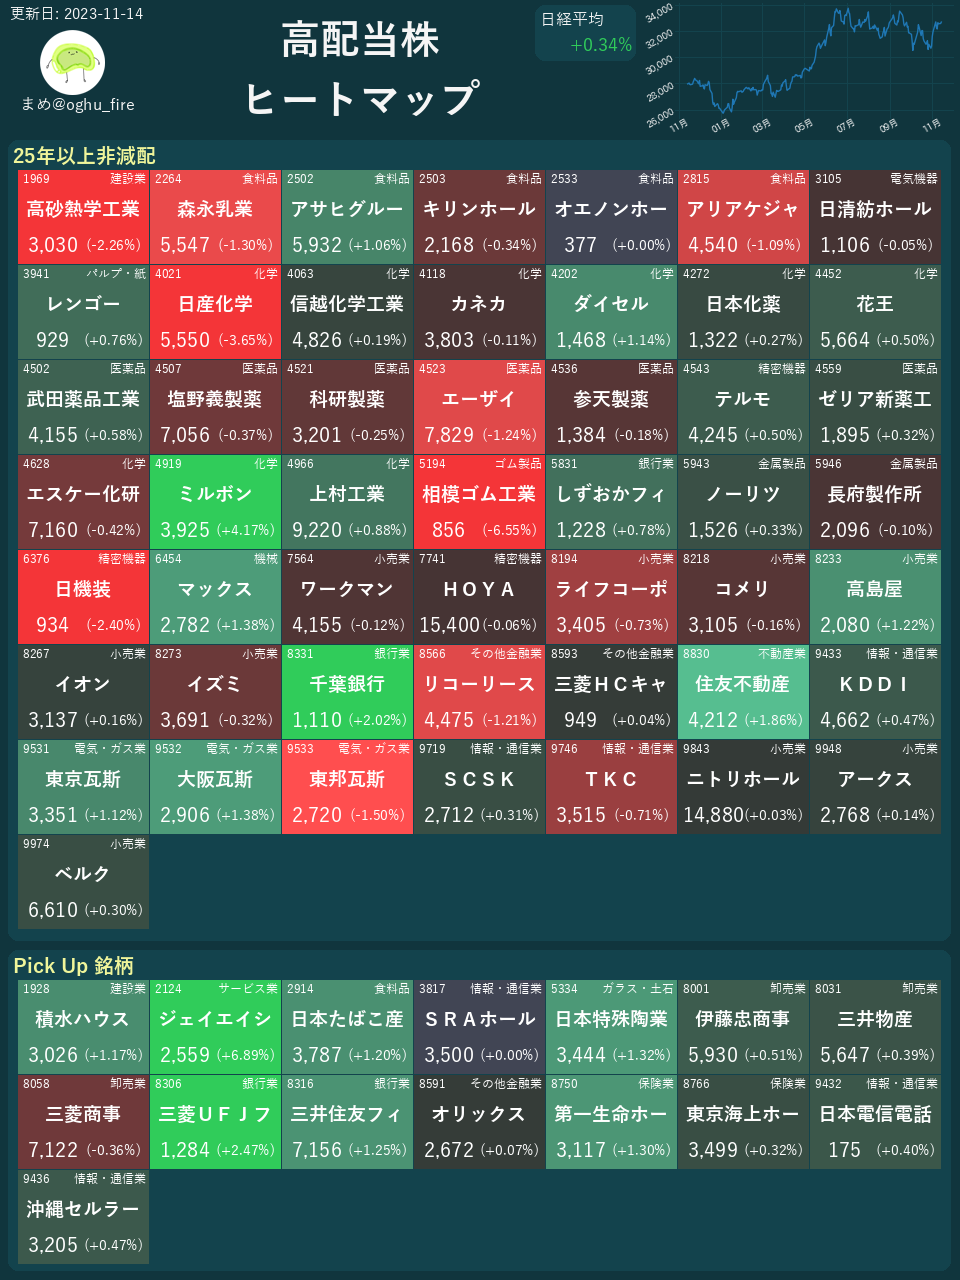 更新日: 2023-11-14
まめ@oghu_fire
高配当株
ヒートマップ
日経平均
+0.34%
34,000
32,000
30,000
28,000
26,000
11月 01月 03月 05月 07月 09月 11月
25年以上非減配
1969 建設業
高砂熱学工業
3,030 (-2.26%)
2264 食料品
森永乳業
5,547 (-1.30%)
2502 食料品
アサヒグルー
5,932 (+1.06%)
2503 食料品
キリンホール
2,168 (-0.34%)
2533 食料品
オエノンホー
377 (+0.00%)
2815 食料品
アリアケジャ
4,540 (-1.09%)
3105 電気機器
日清紡ホール
1,106 (-0.05%)
3941 パルプ・紙
レンゴー
929 (+0.76%)
4021 化学
日産化学
5,550 (-3.65%)
4063 化学
信越化学工業
4,826 (+0.19%)
4118 化学
カネカ
3,803 (-0.11%)
4202 化学
ダイセル
1,468 (+1.14%)
4272 化学
日本化薬
1,322 (+0.27%)
4452 化学
花王
5,664 (+0.50%)
4502 医薬品
武田薬品工業
4,155 (+0.58%)
4507 医薬品
塩野義製薬
7,056 (-0.37%)
4521 医薬品
科研製薬
3,201 (-0.25%)
4523 医薬品
エーザイ
7,829 (-1.24%)
4536 医薬品
参天製薬
1,384 (-0.18%)
4543 精密機器
テルモ
4,245 (+0.50%)
4559 医薬品
ゼリア新薬工
1,895 (+0.32%)
4628 化学
エスケー化研
7,160 (-0.42%)
4919 化学
ミルボン
3,925 (+4.17%)
4966 化学
上村工業
9,220 (+0.88%)
5194 ゴム製品
相模ゴム工業
856 (-6.55%)
5831 銀行業
しずおかフィ
1,228 (+0.78%)
5943 金属製品
ノーリツ
1,526 (+0.33%)
5946 金属製品
長府製作所
2,096 (-0.10%)
6376 精密機器
日機装
934 (-2.40%)
6454 機械
マックス
2,782 (+1.38%)
7564 小売業
ワークマン
4,155 (-0.12%)
7741 精密機器
ＨＯＹＡ
15,400 (-0.06%)
8194 小売業
ライフコーポ
3,405 (-0.73%)
8218 小売業
コメリ
3,105 (-0.16%)
8233 小売業
高島屋
2,080 (+1.22%)
8267 小売業
イオン
3,137 (+0.16%)
8273 小売業
イズミ
3,691 (-0.32%)
8331 銀行業
千葉銀行
1,110 (+2.02%)
8566 その他金融業
リコーリース
4,475 (-1.21%)
8593 その他金融業
三菱ＨＣキャ
949 (+0.04%)
8830 不動産業
住友不動産
4,212 (+1.86%)
9433 情報・通信業
ＫＤＤＩ
4,662 (+0.47%)
9531 電気・ガス業
東京瓦斯
3,351 (+1.12%)
9532 電気・ガス業
大阪瓦斯
2,906 (+1.38%)
9533 電気・ガス業
東邦瓦斯
2,720 (-1.50%)
9719 情報・通信業
ＳＣＳＫ
2,712 (+0.31%)
9746 情報・通信業
ＴＫＣ
3,515 (-0.71%)
9843 小売業
ニトリホール
14,880 (+0.03%)
9948 小売業
アークス
2,768 (+0.14%)
9974 小売業
ベルク
6,610 (+0.30%)
Pick Up 銘柄
1928 建設業
積水ハウス
3,026 (+1.17%)
2124 サービス業
ジェイエイシ
2,559 (+6.89%)
2914 食料品
日本たばこ産
3,787 (+1.20%)
3817 情報・通信業
ＳＲＡホール
3,500 (+0.00%)
5334 ガラス・土石
日本特殊陶業
3,444 (+1.32%)
8001 卸売業
伊藤忠商事
5,930 (+0.51%)
8031 卸売業
三井物産
5,647 (+0.39%)
8058 卸売業
三菱商事
7,122 (-0.36%)
8306 銀行業
三菱ＵＦＪフ
1,284 (+2.47%)
8316 銀行業
三井住友フィ
7,156 (+1.25%)
8591 その他金融業
オリックス
2,672 (+0.07%)
8750 保険業
第一生命ホー
3,117 (+1.30%)
8766 保険業
東京海上ホー
3,499 (+0.32%)
9432 情報・通信業
日本電信電話
175 (+0.40%)
9436 情報・通信業
沖縄セルラー
3,205 (+0.47%)